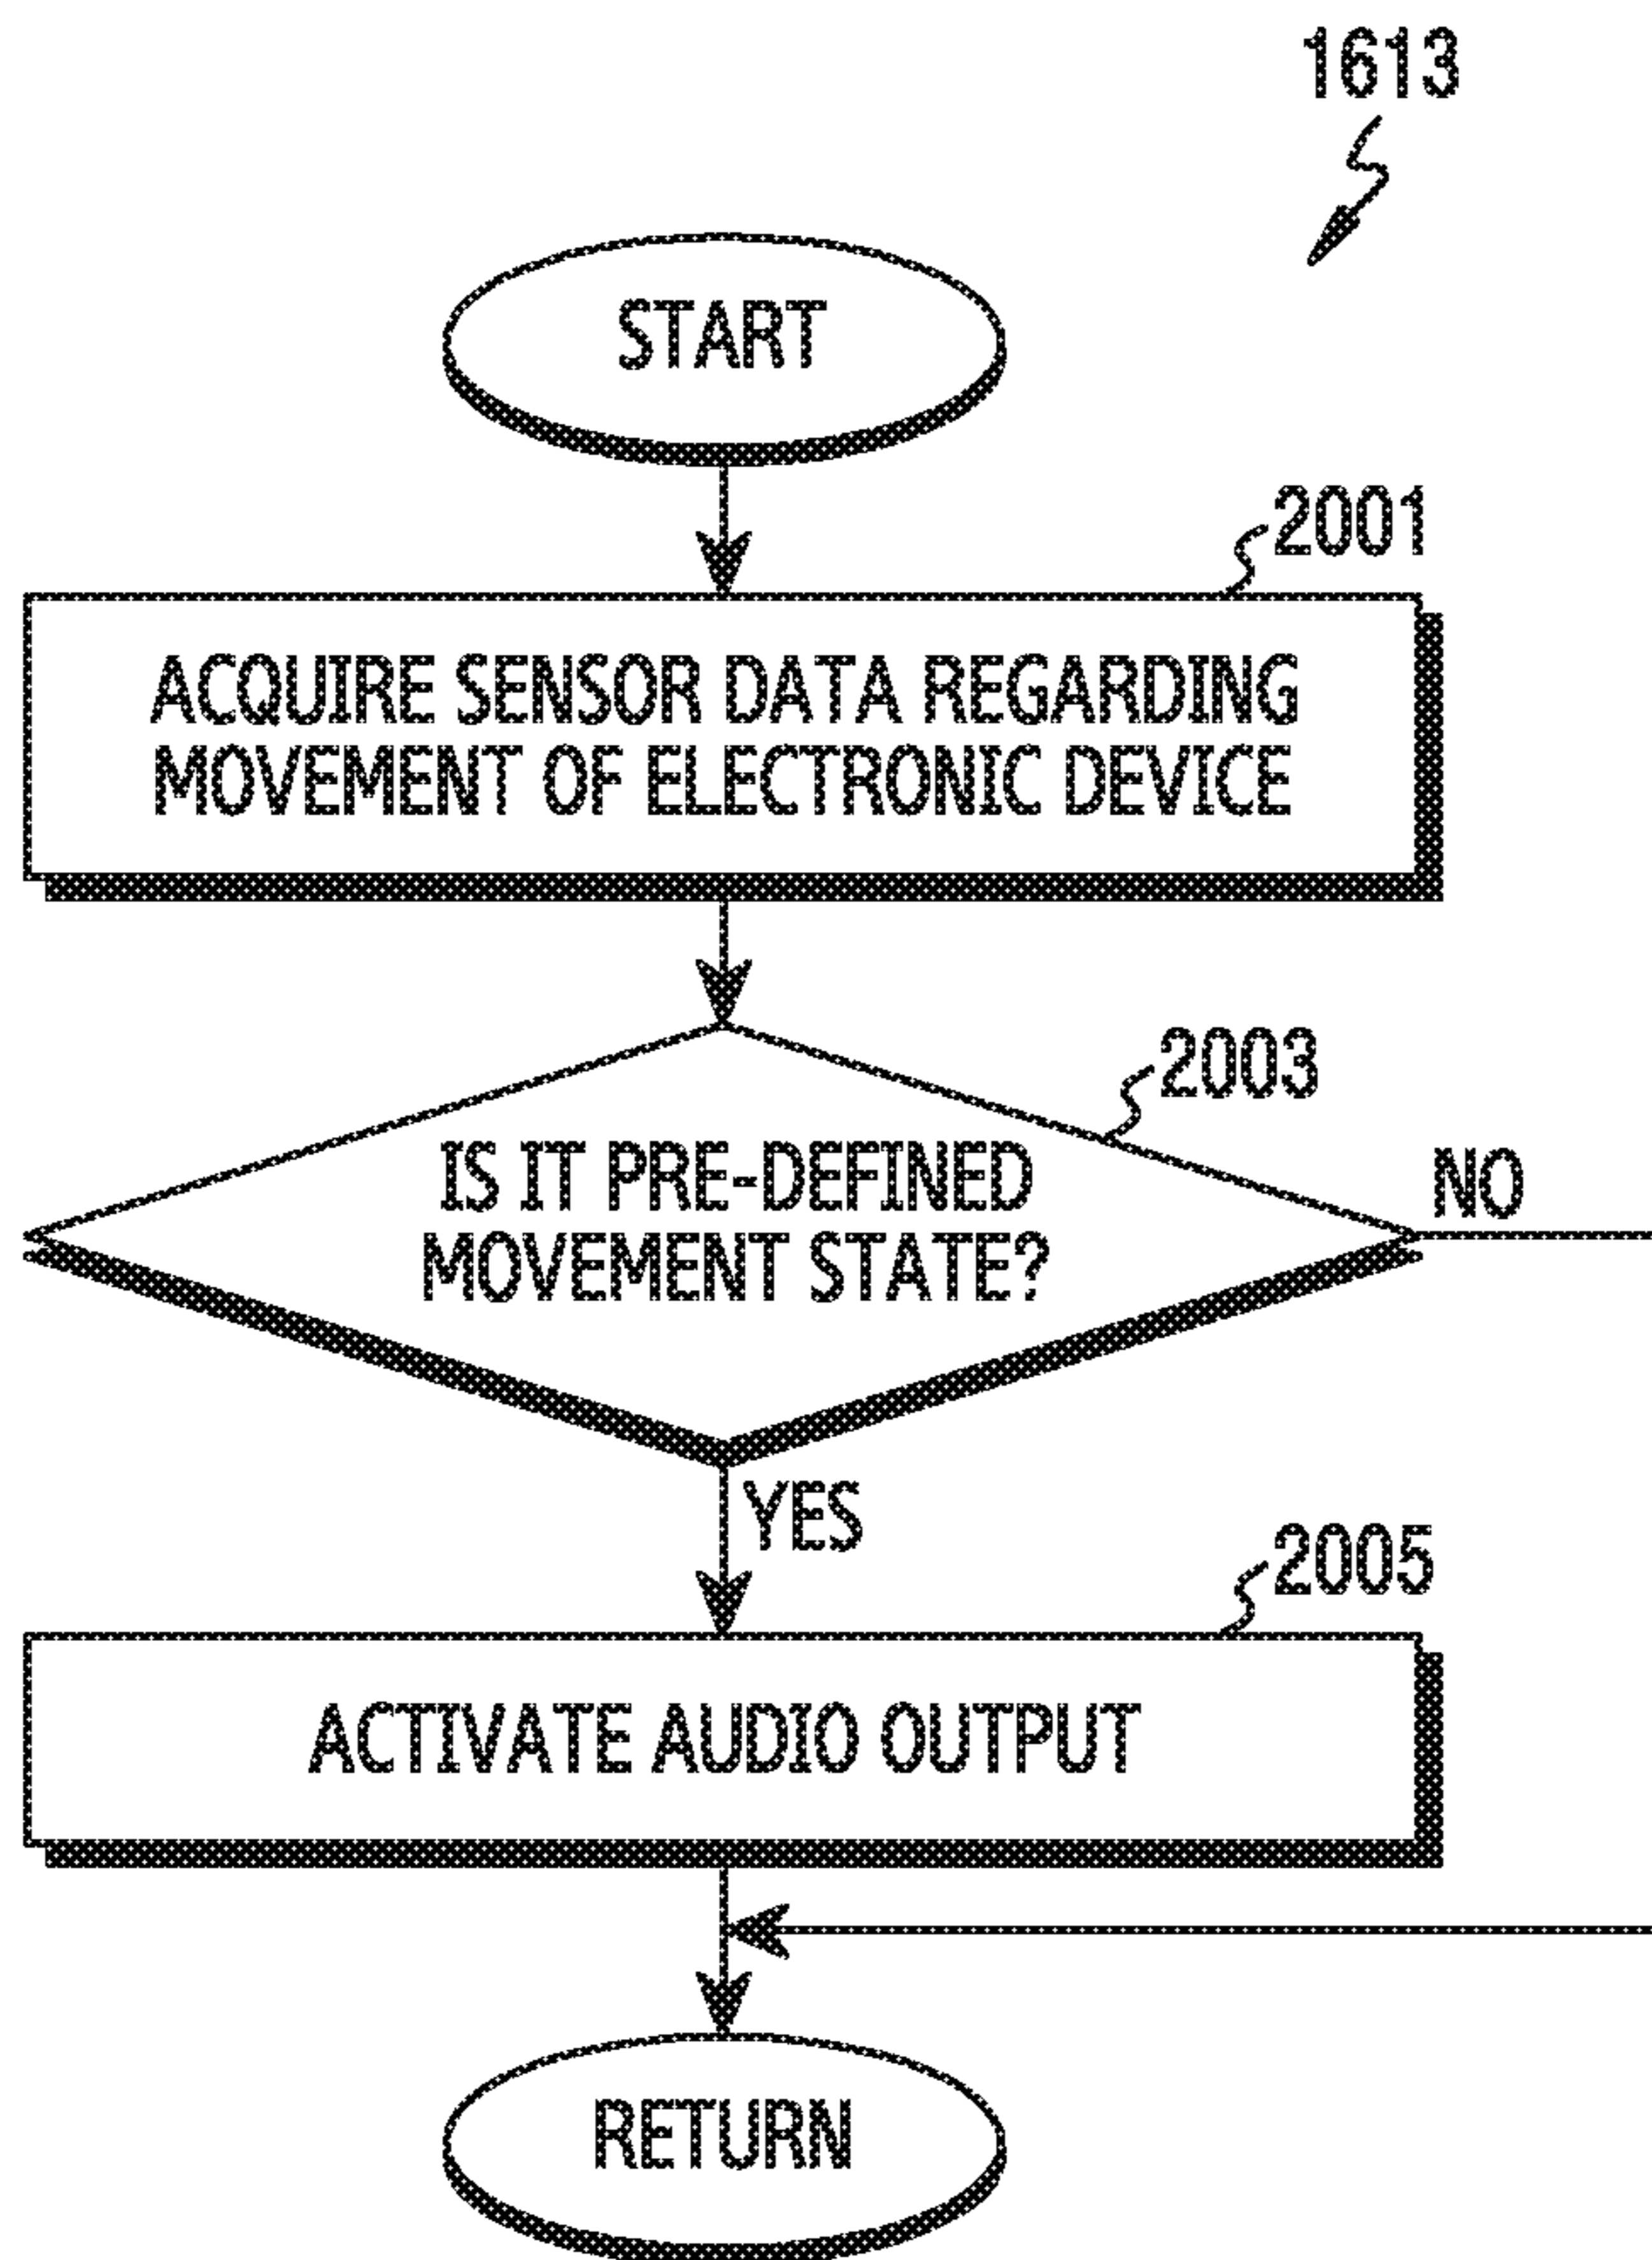 1613
START
2001
ACQUIRE SENSOR DATA REGARDING
MOVEMENT OF ELECTRONIC DEVICE
2003
IS IT PRE-DEFINED
MOVEMENT STATE?
NO
YES
2005
ACTIVATE AUDIO OUTPUT
RETURN